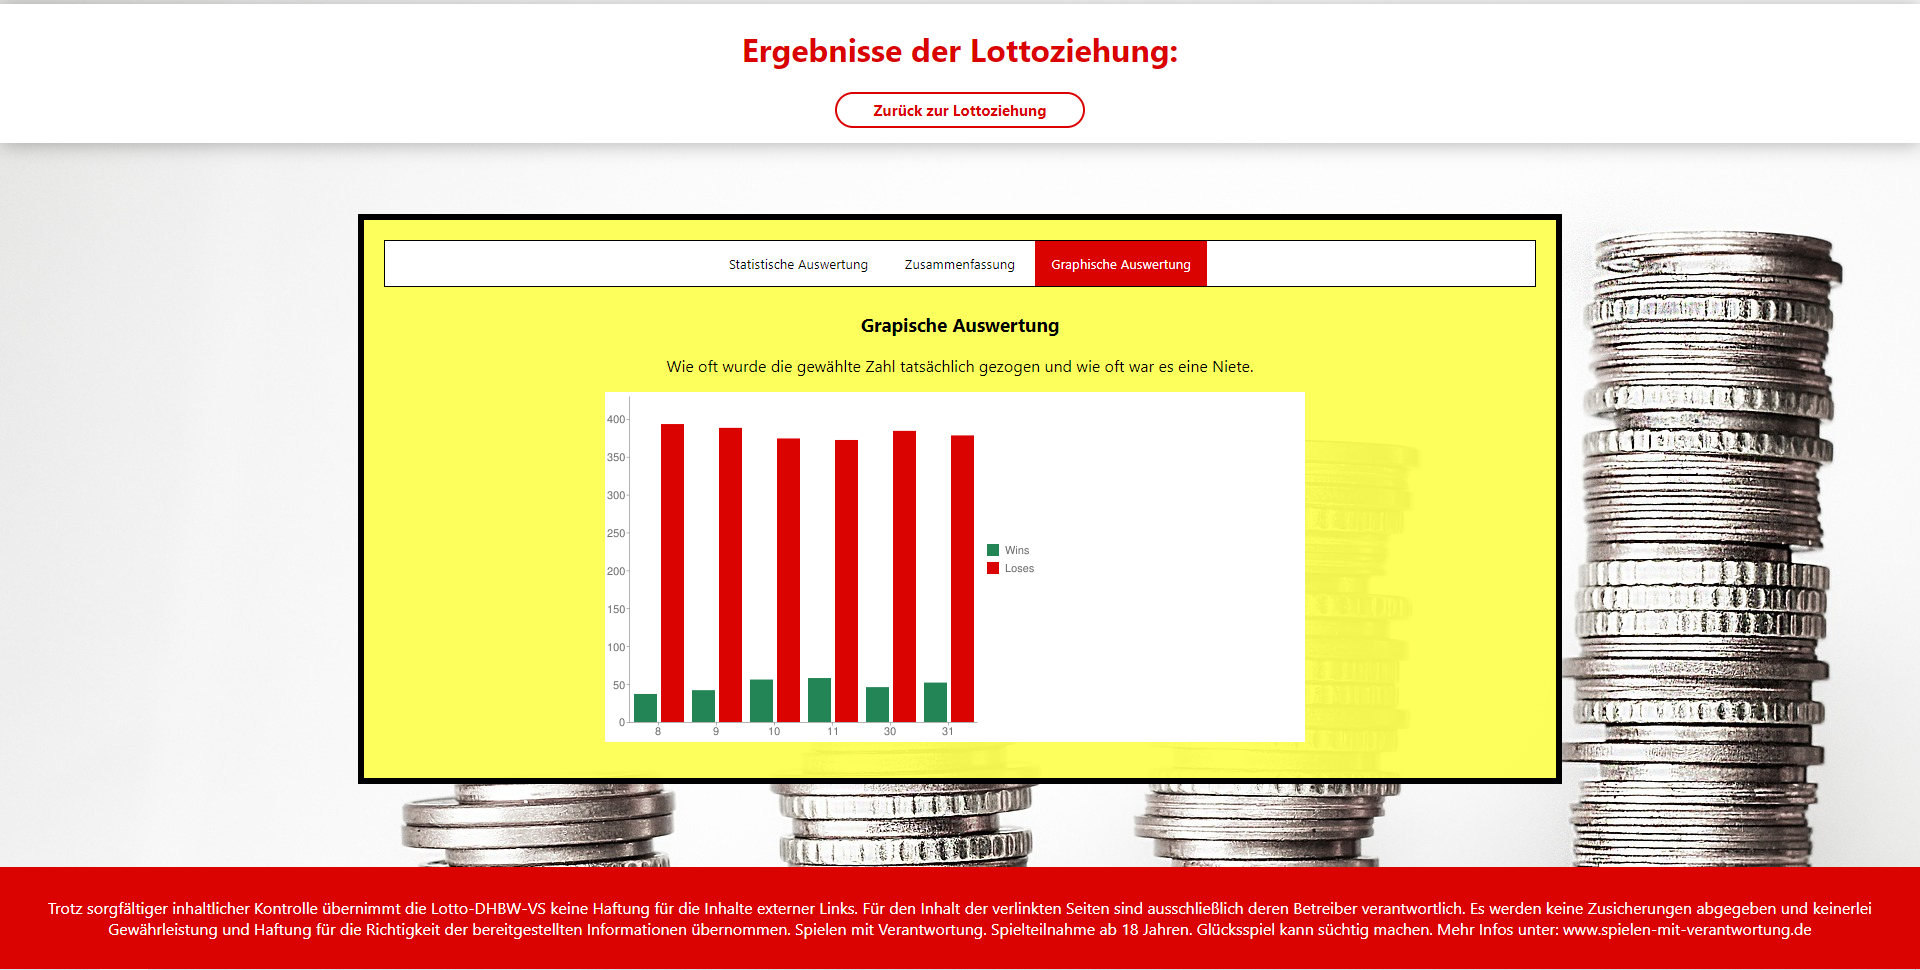 Ergebnisse der Lottoziehung:
Zurück zur Lottoziehung
Statistische Auswertung Zusammenfassung Graphische Auswertung
Grapische Auswertung
Wie oft wurde die gewählte Zahl tatsächlich gezogen und wie oft war es eine Niete.
400
350
300
250
200
150
100
50
0
8 9 10 11 30 31
Wins
Loses
Trotz sorgfältiger inhaltlicher Kontrolle übernimmt die Lotto-DHBW-VS keine Haftung für die Inhalte externer Links. Für den Inhalt der verlinkten Seiten sind ausschließlich deren Betreiber verantwortlich. Es werden keine Zusicherungen abgegeben und keinerlei
Gewährleistung und Haftung für die Richtigkeit der bereitgestellten Informationen übernommen. Spielen mit Verantwortung. Spielteilnahme ab 18 Jahren. Glücksspiel kann süchtig machen. Mehr Infos unter: www.spielen-mit-verantwortung.de